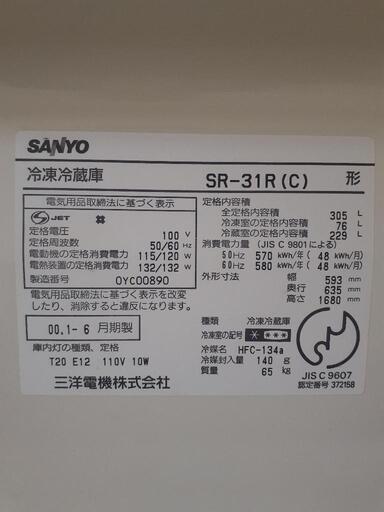 SANYO
冷凍冷蔵庫 SR-31R(C) 形
電気用品取締法に基づく表示
JET
定格電圧 100 V
定格周波数 50/60 Hz
電動機の定格消費電力 115/120 W
電熱装置の定格消費電力 132/132 W
製造番号 0YC00890
電気用品取締法に基づく表示を改変
したり、消除すると違反になります。
00.1-6 月期製
庫内灯の種類、定格
T20 E12 110V 10W
三洋電機株式会社
定格内容積
全定格内容積 305 L
冷凍室の定格内容積 76 L
冷蔵室の定格内容積 229 L
消費電力量(JIS C 9801による)
50Hz 570 kWh/年( 48 kWh/月)
60Hz 580 kWh/年( 48 kWh/月)
外形寸法 幅 593 mm
奥行 635 mm
高さ 1680 mm
種類 冷凍冷蔵庫
冷凍室の記号
冷媒名 HFC-134a
冷媒封入量 140 g
質量 65 kg
JIS C 9607
認定番号 372158